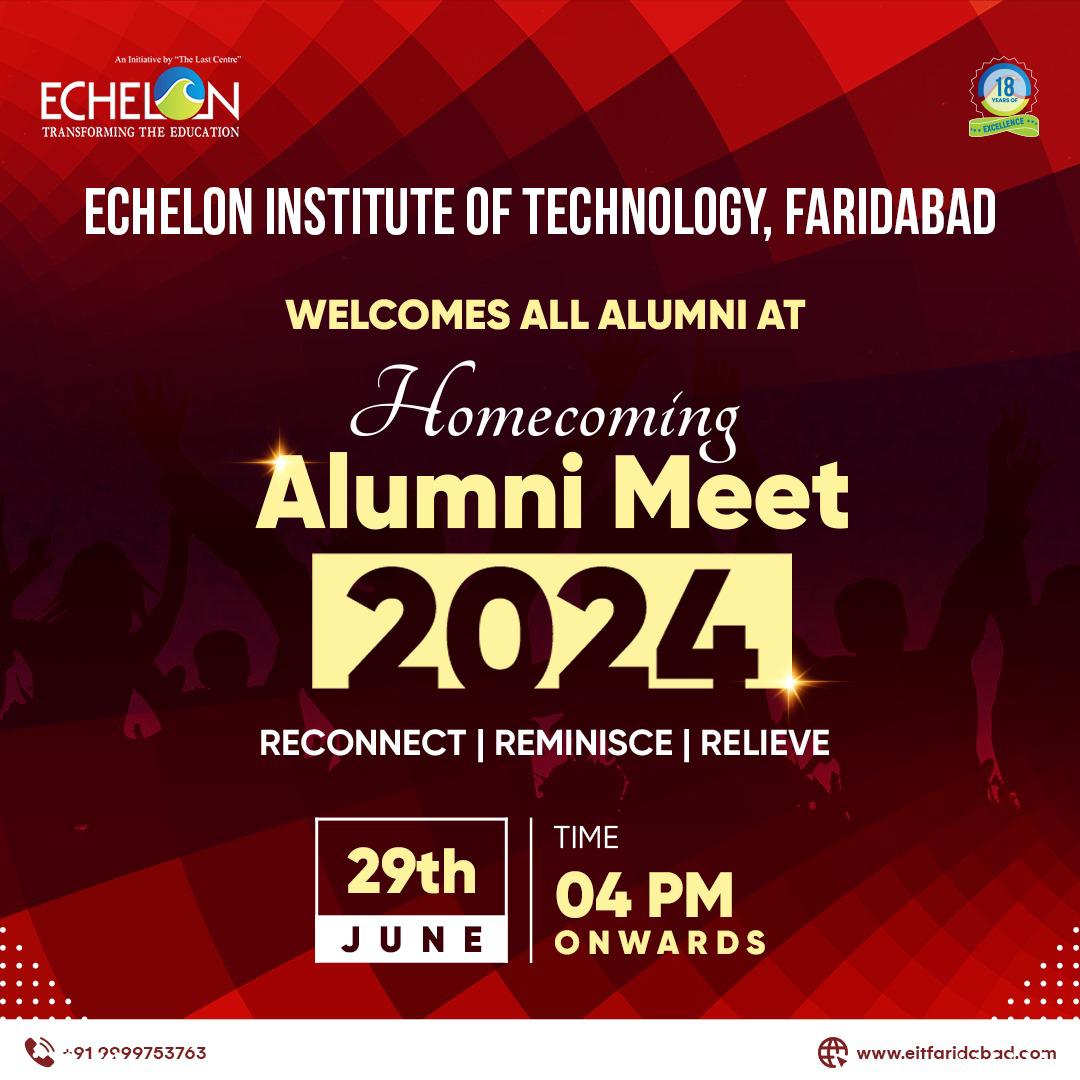 An Initiative by "The Last Centre"
ECHELON
TRANSFORMING THE EDUCATION
18
YEARS OF
EXCELLENCE
ECHELON INSTITUTE OF TECHNOLOGY, FARIDABAD
WELCOMES ALL ALUMNI AT
Homecoming
Alumni Meet
2024
RECONNECT | REMINISCE | RELIEVE
29th
JUNE
TIME
04 PM
ONWARDS
+91 9999753763
www.eitfaridabad.com